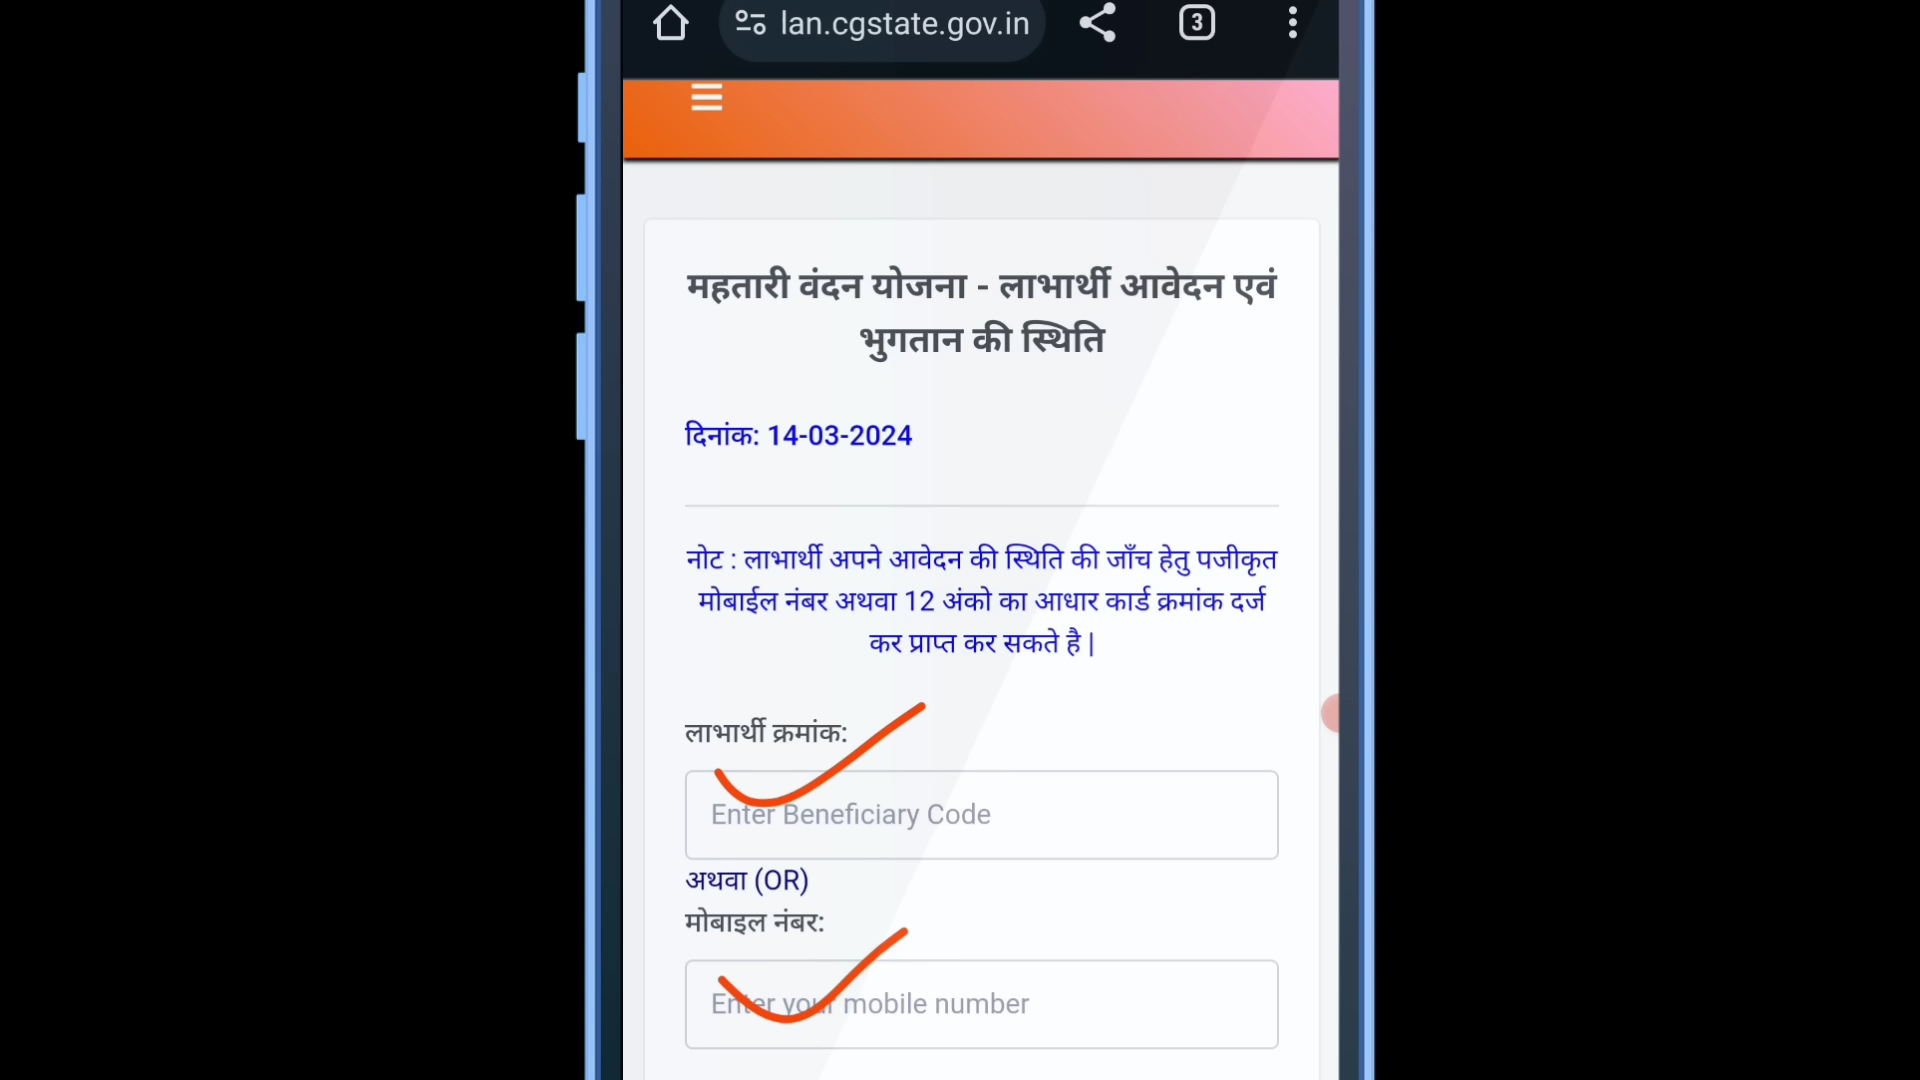 lan.cgstate.gov.in
3
महतारी वंदन योजना - लाभार्थी आवेदन एवं
भुगतान की स्थिति
दिनांक: 14-03-2024
नोट : लाभार्थी अपने आवेदन की स्थिति की जाँच हेतु पजीकृत
मोबाईल नंबर अथवा 12 अंको का आधार कार्ड क्रमांक दर्ज
कर प्राप्त कर सकते है |
लाभार्थी क्रमांक:
Enter Beneficiary Code
अथवा (OR)
मोबाइल नंबर:
Enter your mobile number